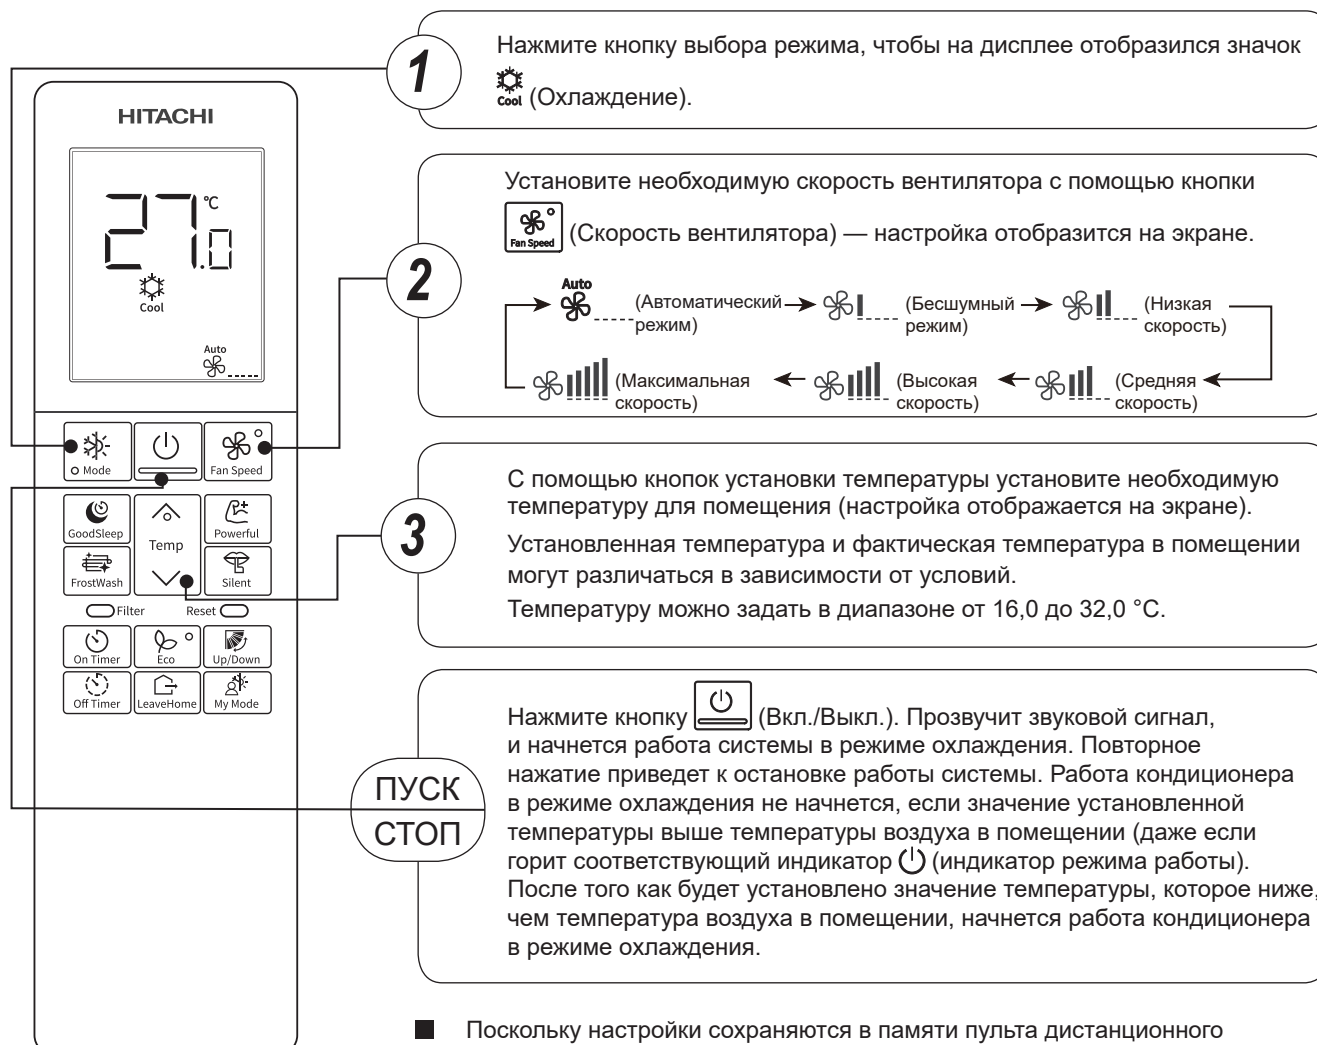 HITACHI
27.0 °C
Cool
Auto
Mode
Fan Speed
GoodSleep
Temp
Powerful
FrostWash
Silent
Filter
Reset
On Timer
Eco
Up/Down
Off Timer
LeaveHome
My Mode
1
Нажмите кнопку выбора режима, чтобы на дисплее отобразился значок
Cool (Охлаждение).
2
Установите необходимую скорость вентилятора с помощью кнопки
Fan Speed (Скорость вентилятора) — настройка отобразится на экране.
Auto
(Автоматический
режим)
(Бесшумный
режим)
(Низкая
скорость)
(Максимальная
скорость)
(Высокая
скорость)
(Средняя
скорость)
3
С помощью кнопок установки температуры установите необходимую
температуру для помещения (настройка отображается на экране).
Установленная температура и фактическая температура в помещении
могут различаться в зависимости от условий.
Температуру можно задать в диапазоне от 16,0 до 32,0 °C.
ПУСК
СТОП
Нажмите кнопку (Вкл./Выкл.). Прозвучит звуковой сигнал,
и начнется работа системы в режиме охлаждения. Повторное
нажатие приведет к остановке работы системы. Работа кондиционера
в режиме охлаждения не начнется, если значение установленной
температуры выше температуры воздуха в помещении (даже если
горит соответствующий индикатор (индикатор режима работы).
После того как будет установлено значение температуры, которое ниже,
чем температура воздуха в помещении, начнется работа кондиционера
в режиме охлаждения.
Поскольку настройки сохраняются в памяти пульта дистанционного